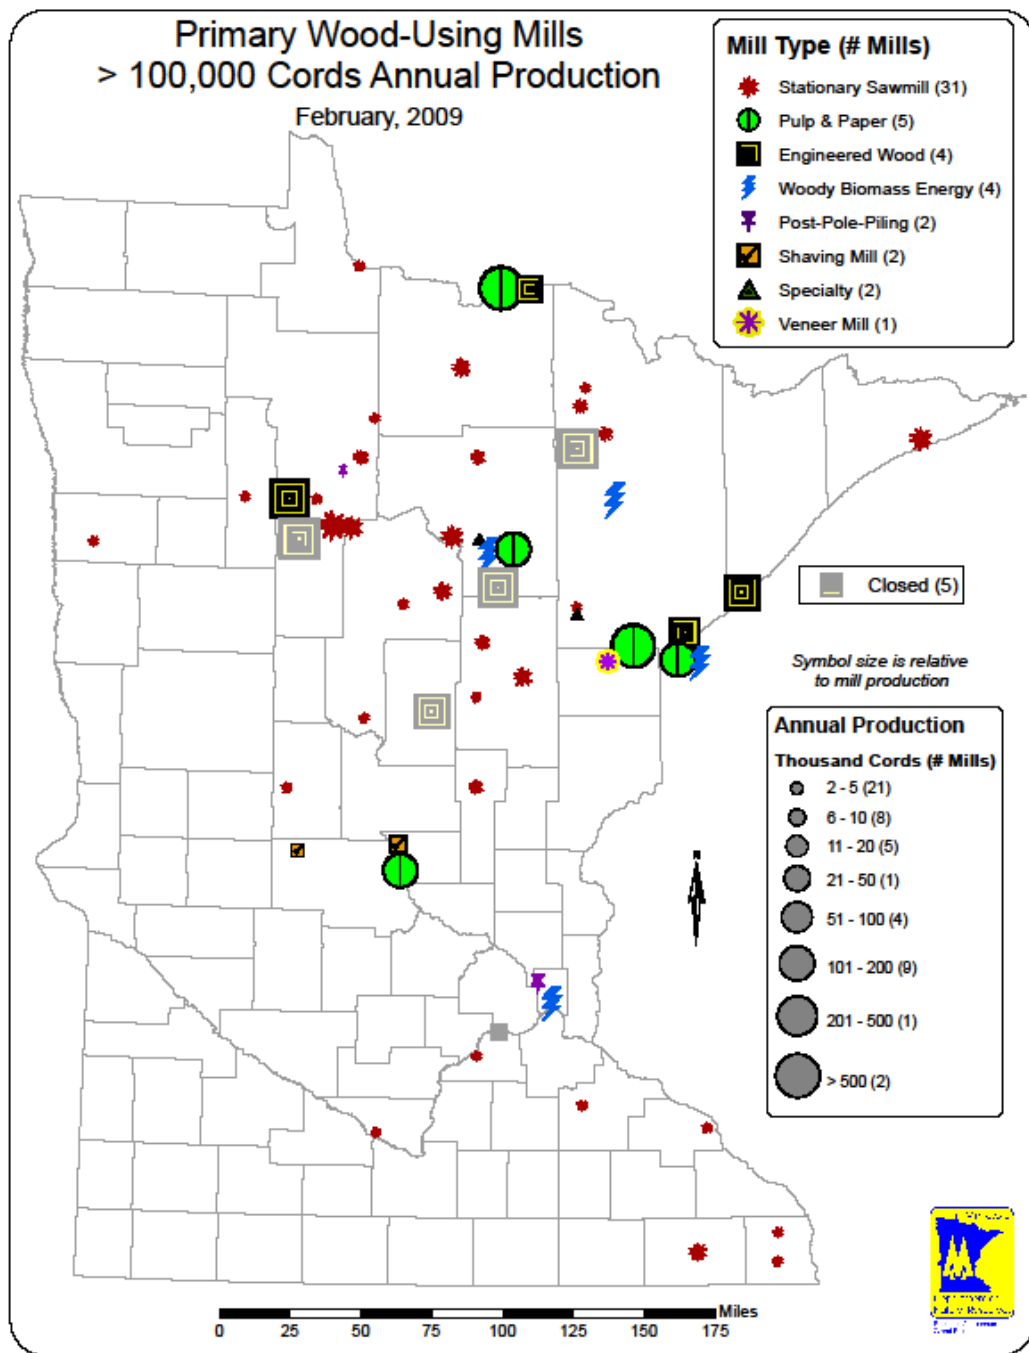 Primary Wood-Using Mills
> 100,000 Cords Annual Production
February, 2009
Mill Type (# Mills)
Stationary Sawmill (31)
Pulp & Paper (5)
Engineered Wood (4)
Woody Biomass Energy (4)
Post-Pole-Piling (2)
Shaving Mill (2)
Specialty (2)
Veneer Mill (1)
Closed (5)
Symbol size is relative
to mill production
Annual Production
Thousand Cords (# Mills)
2 - 5 (21)
6 - 10 (8)
11 - 20 (5)
21 - 50 (1)
51 - 100 (4)
101 - 200 (9)
201 - 500 (1)
> 500 (2)
Miles
0 25 50 75 100 125 150 175